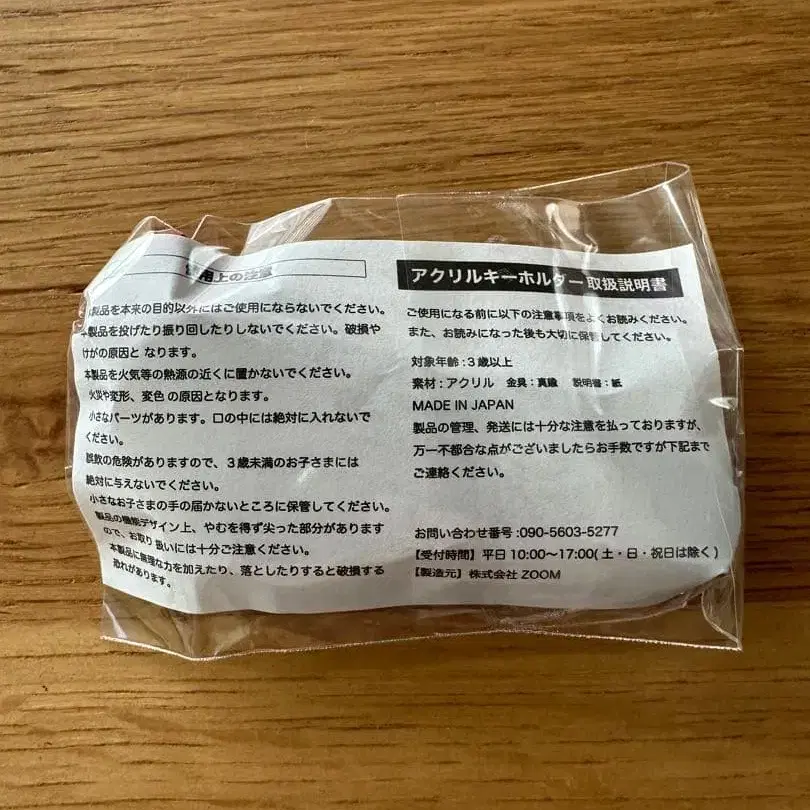 使用上の注意
製品を本来の目的以外にはご使用にならないでください。
本製品を投げたり振り回したりしないでください。破損や
けがの原因と なります。
本製品を火気等の熱源の近くに置かないでください。
火災や変形、変色 の原因となります。
小さなパーツがあります。口の中には絶対に入れないで
ください。
誤飲の危険がありますので、3歳未満のお子さまには
絶対に与えないでください。
小さなお子さまの手の届かないところに保管してください。
製品の機能デザイン上、やむを得ず尖った部分があります
ので、お取り 扱いには十分ご注意ください。
本製品に無理な力を加えたり、落としたりすると破損する
恐れがあります。
アクリルキーホルダー取扱説明書
ご使用になる前に以下の注意事項をよくお読みください。
また、お読みになった後も大切に保管してください。
対象年齢:3歳以上
素材:アクリル 金具:真鍮 説明書:紙
MADE IN JAPAN
製品の管理、発送には十分な注意を払っておりますが、
万一不都合な点がございましたらお手数ですが下記まで
ご連絡ください。
お問い合わせ番号:090-5603-5277
【受付時間】平日10:00〜17:00(土・日・祝日は除く)
【製造元】株式会社 ZOOM